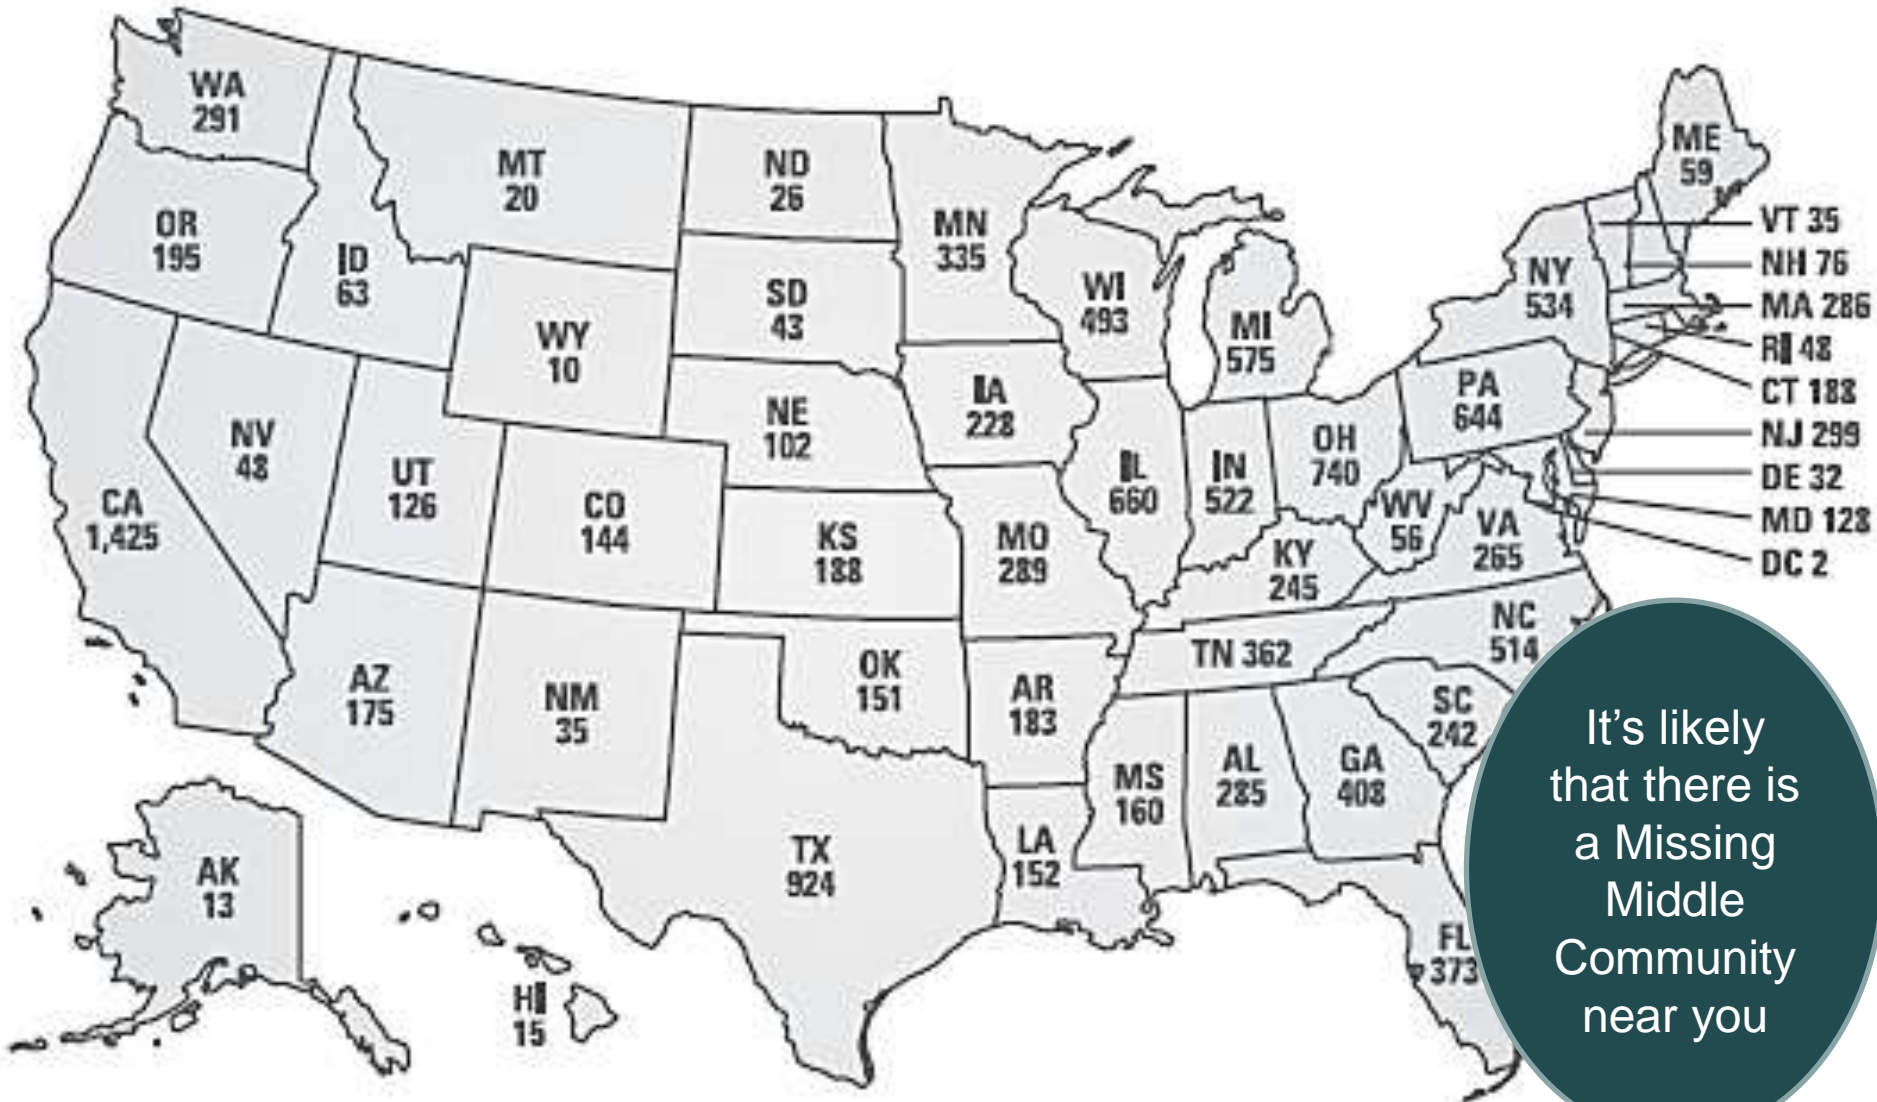 WA
291
MT
20
ND
26
MN
335
OR
195
ID
63
WY
10
SD
43
WI
493
MI
575
NY
534
ME
59
VT 35
NH 76
MA 286
RI 48
CT 188
NJ 299
DE 32
MD 128
DC 2
NV
48
UT
126
CA
1,425
CO
144
NE
102
IA
228
KS
188
MO
289
IL
660
IN
522
OH
740
PA
644
WV
56
VA
265
KY
245
NC
514
TN 362
AZ
175
NM
35
OK
151
AR
183
SC
242
MS
160
AL
285
GA
408
TX
924
LA
152
FL
373
AK
13
HI
15
It’s likely
that there is
a Missing
Middle
Community
near you